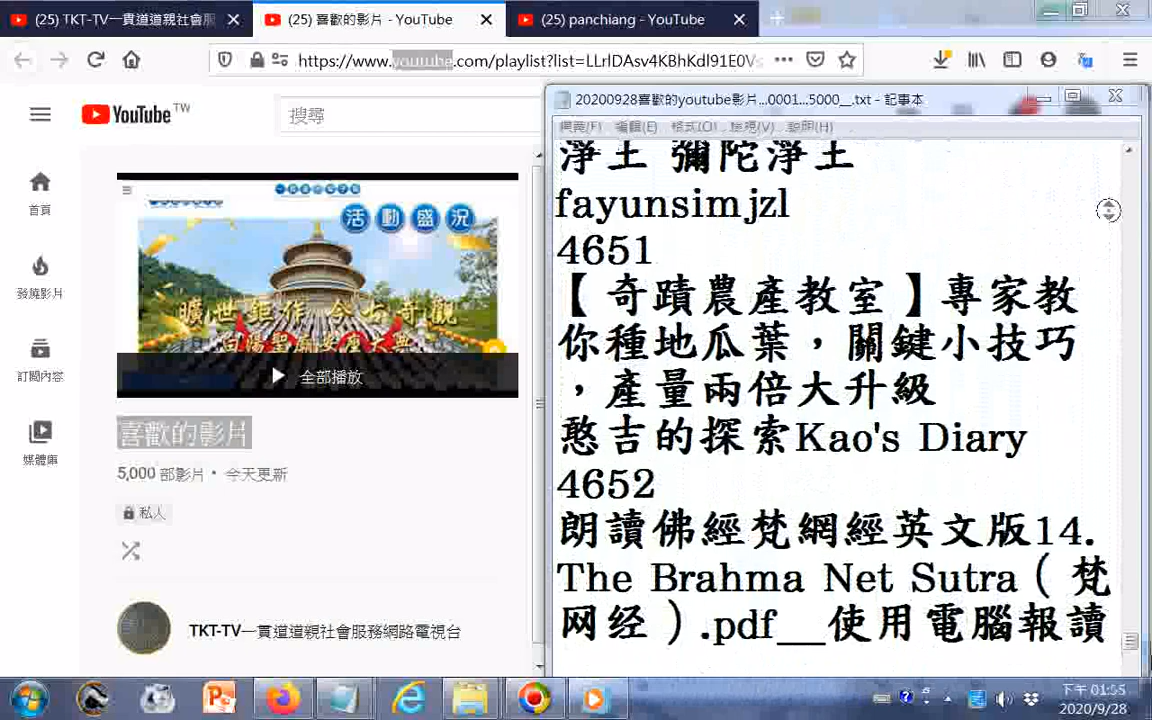 (25) TKT-TV一貫道道親社會服
(25) 喜歡的影片 - YouTube
(25) panchiang - YouTube
https://www.youtube.com/playlist?list=LLrlDAsv4KBhKdl91E0Vs
YouTube TW
搜尋
首頁
發燒影片
訂閱內容
媒體庫
活動盛況
曠世鉅作 今古奇觀
白陽聖廟安座大典
全部播放
喜歡的影片
5,000 部影片・今天更新
私人
TKT-TV一貫道道親社會服務網路電視台
20200928喜歡的youtube影片...0001...5000__.txt - 記事本
檔案(F) 編輯(E) 格式(O) 檢視(V) 說明(H)
淨土 彌陀淨土
fayunsimjzl
4651
【奇蹟農產教室】專家教
你種地瓜葉，關鍵小技巧
，產量兩倍大升級
憨吉的探索Kao's Diary
4652
朗讀佛經梵網經英文版14.
The Brahma Net Sutra（梵
网经）.pdf__使用電腦報讀
下午 01:55
2020/9/28